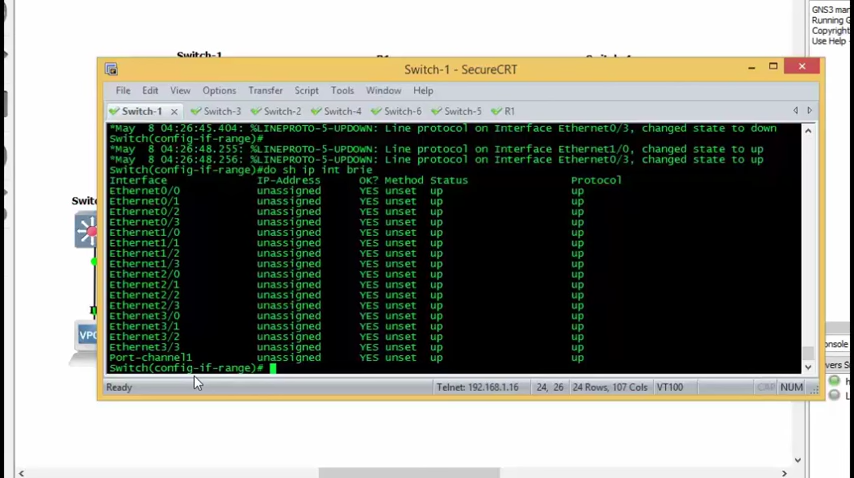 GNS3 man
Running G
Copyright
Use Help -
Switch-1
Switch-1 - SecureCRT
File Edit View Options Transfer Script Tools Window Help
Switch-1 Switch-3 Switch-2 Switch-4 Switch-6 Switch-5 R1
*May  8 04:26:45.404: %LINEPROTO-5-UPDOWN: Line protocol on Interface Ethernet0/3, changed state to down
Switch(config-if-range)#
*May  8 04:26:48.255: %LINEPROTO-5-UPDOWN: Line protocol on Interface Ethernet1/0, changed state to up
*May  8 04:26:48.256: %LINEPROTO-5-UPDOWN: Line protocol on Interface Ethernet0/3, changed state to up
Switch(config-if-range)#do sh ip int brie
Interface IP-Address OK? Method Status Protocol
Ethernet0/0 unassigned YES unset up up
Ethernet0/1 unassigned YES unset up up
Ethernet0/2 unassigned YES unset up up
Ethernet0/3 unassigned YES unset up up
Ethernet1/0 unassigned YES unset up up
Ethernet1/1 unassigned YES unset up up
Ethernet1/2 unassigned YES unset up up
Ethernet1/3 unassigned YES unset up up
Ethernet2/0 unassigned YES unset up up
Ethernet2/1 unassigned YES unset up up
Ethernet2/2 unassigned YES unset up up
Ethernet2/3 unassigned YES unset up up
Ethernet3/0 unassigned YES unset up up
Ethernet3/1 unassigned YES unset up up
Ethernet3/2 unassigned YES unset up up
Ethernet3/3 unassigned YES unset up up
Port-channel1 unassigned YES unset up up
Switch(config-if-range)#
Ready Telnet: 192.168.1.16 24, 26 24 Rows, 107 Cols VT100 CAP NUM
Swit
VPC
onsole
rvers S